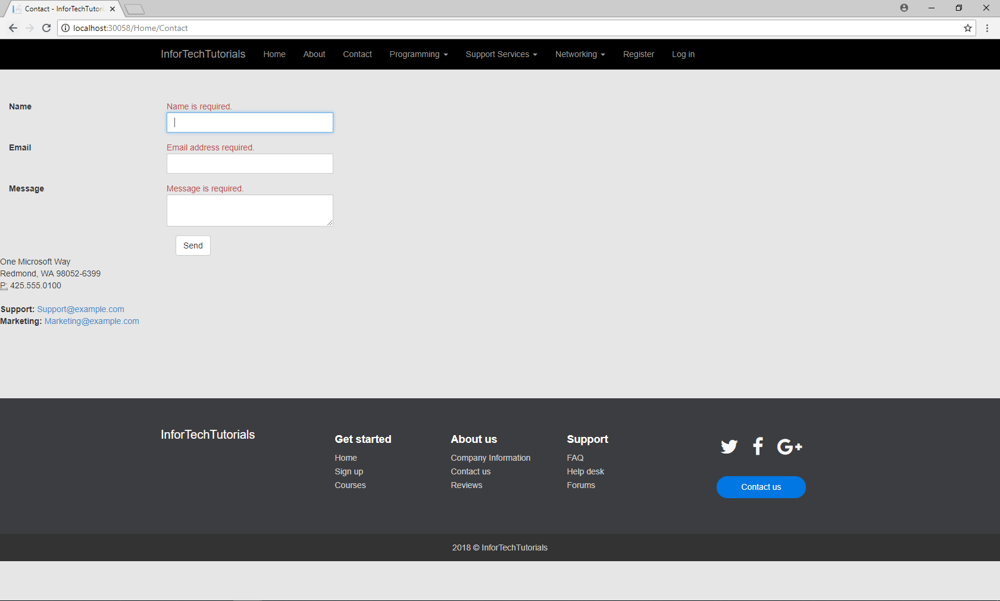 Contact - InforTechTutori
localhost:30058/Home/Contact
InforTechTutorials Home About Contact Programming Support Services Networking Register Log in
Name
Name is required.
Email
Email address required.
Message
Message is required.
Send
One Microsoft Way
Redmond, WA 98052-6399
P: 425.555.0100
Support: Support@example.com
Marketing: Marketing@example.com
InforTechTutorials
Get started
Home
Sign up
Courses
About us
Company Information
Contact us
Reviews
Support
FAQ
Help desk
Forums
G+
Contact us
2018 © InforTechTutorials